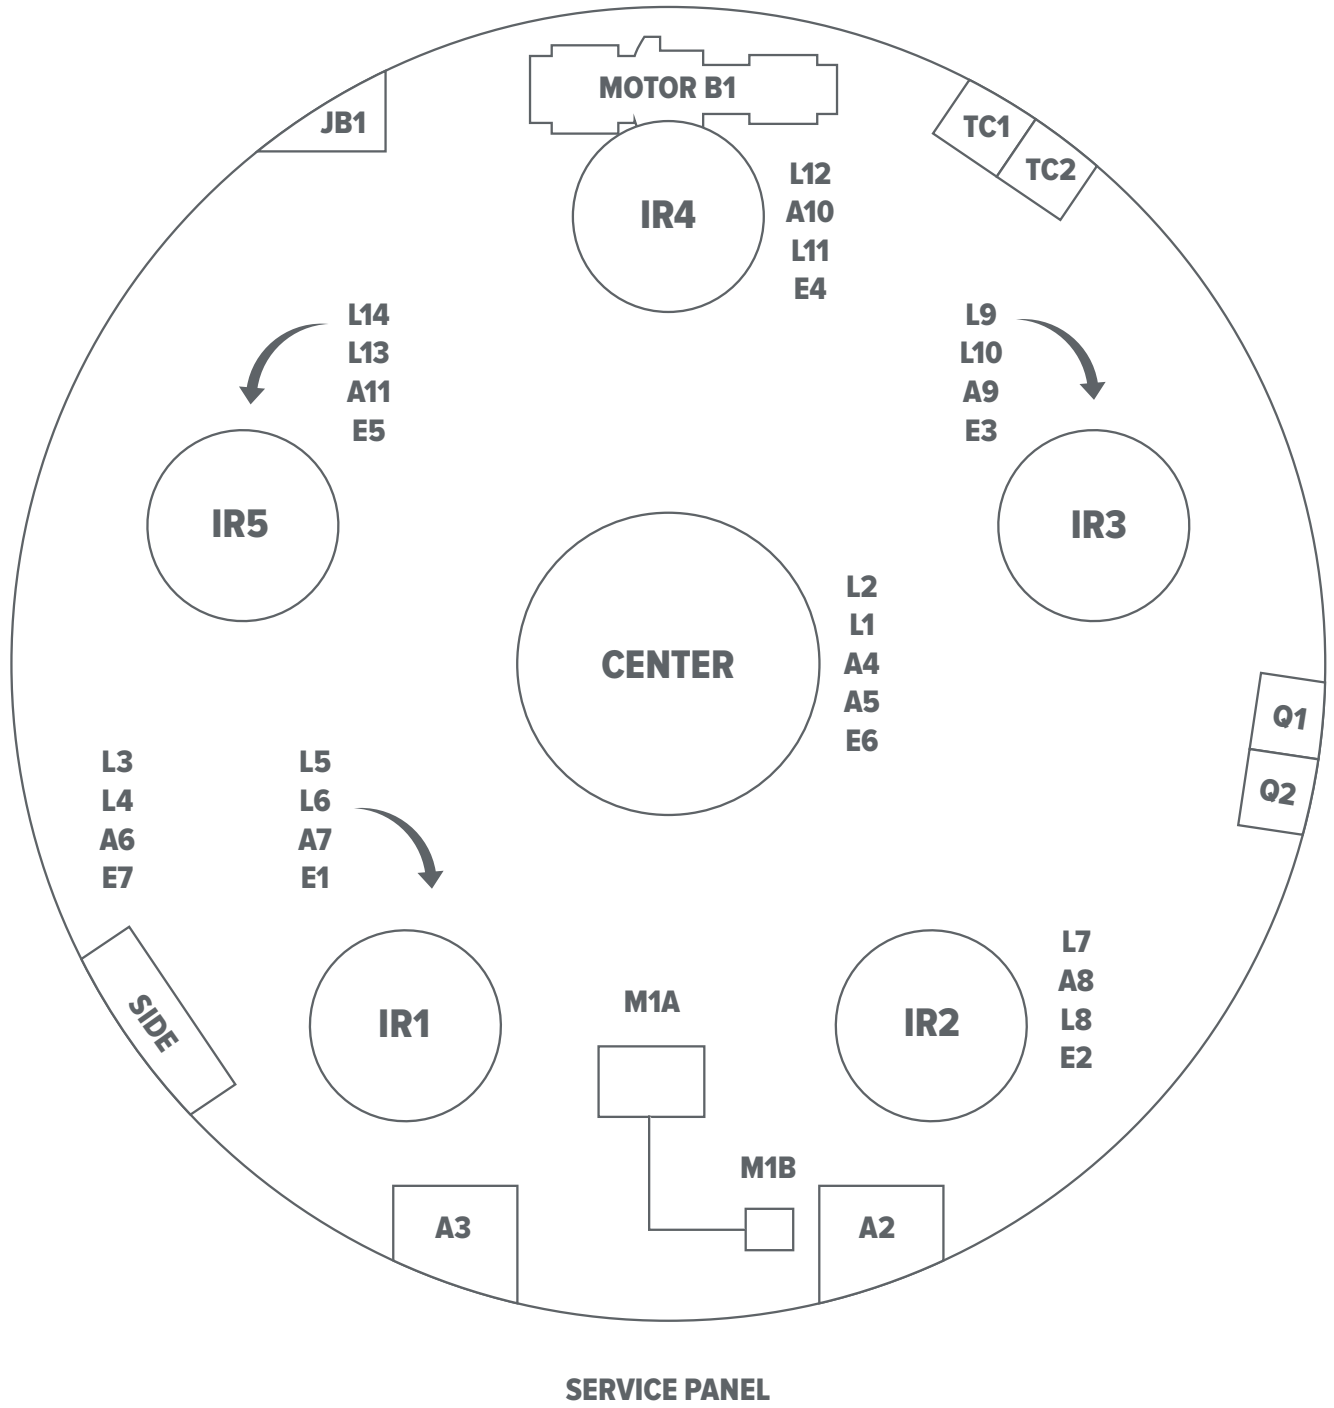 MOTOR B1
JB1
TC1
TC2
IR4
L12
A10
L11
E4
L14
L13
A11
E5
L9
L10
A9
E3
IR5
IR3
CENTER
L2
L1
A4
A5
E6
Q1
Q2
L3
L4
A6
E7
L5
L6
A7
E1
SIDE
IR1
M1A
IR2
L7
A8
L8
E2
M1B
A3
A2
SERVICE PANEL